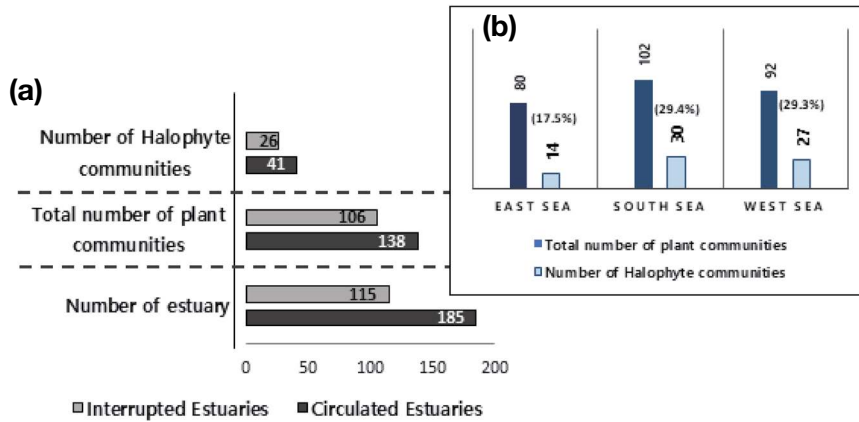 (a)
Number of Halophyte
communities
26
41
Total number of plant
communities
106
138
Number of estuary
115
185
0 50 100 150 200
Interrupted Estuaries Circulated Estuaries
(b)
80 102 92
(17.5%) (29.4%) (29.3%)
14 30 27
EAST SEA SOUTH SEA WEST SEA
Total number of plant communities
Number of Halophyte communities